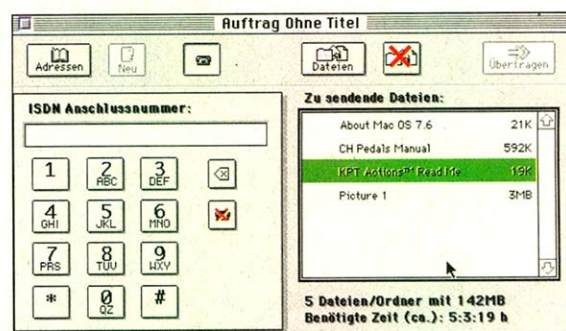 Auftrag Ohne Titel
Adressen
Neu
Dateien
Übertragen
ISDN Anschlussnummer:
1
2 ABC
3 DEF
4 GHI
5 JKL
6 MNO
7 PRS
8 TUV
9 WXY
*
0 QZ
#
Zu sendende Dateien:
About Mac OS 7.6 21K
CH Pedals Manual 592K
KPT Actions™ Read Me 19K
Picture 1 3MB
5 Dateien/Ordner mit 142MB
Benötigte Zeit (ca.): 5:3:19 h